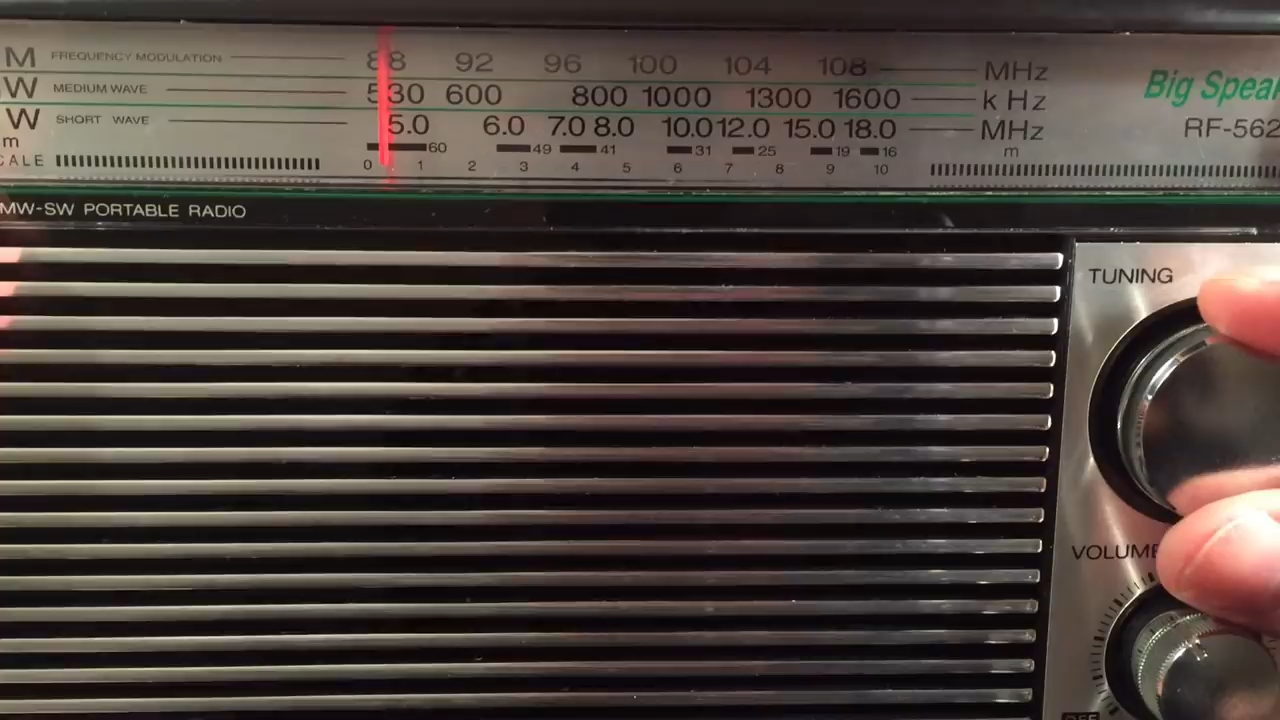 M FREQUENCY MODULATION 88 92 96 100 104 108 MHz
W MEDIUM WAVE 530 600 800 1000 1300 1600 kHz
W SHORT WAVE 5.0 6.0 7.0 8.0 10.0 12.0 15.0 18.0 MHz
m 60 49 41 31 25 19 16 m
CALE 0 1 2 3 4 5 6 7 8 9 10
Big Spea
RF-562
MW-SW PORTABLE RADIO
TUNING
VOLUME
OFF